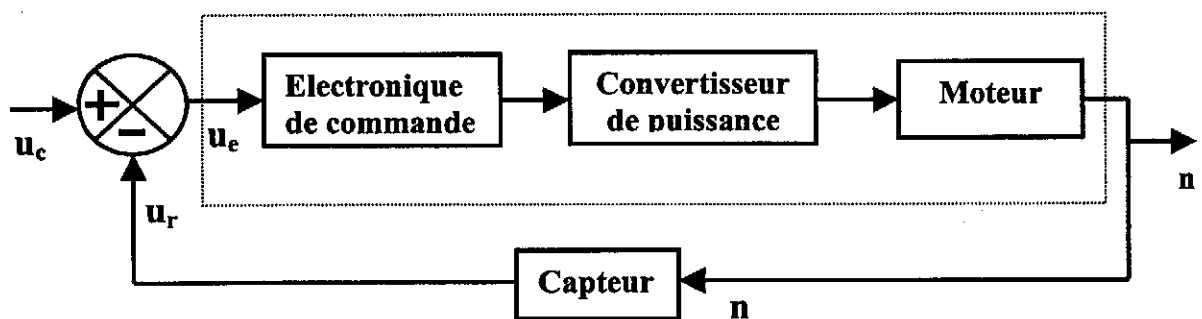 Electronique
de commande
Convertisseur
de puissance
Moteur
+
−
u_c
u_e
n
u_r
Capteur
n